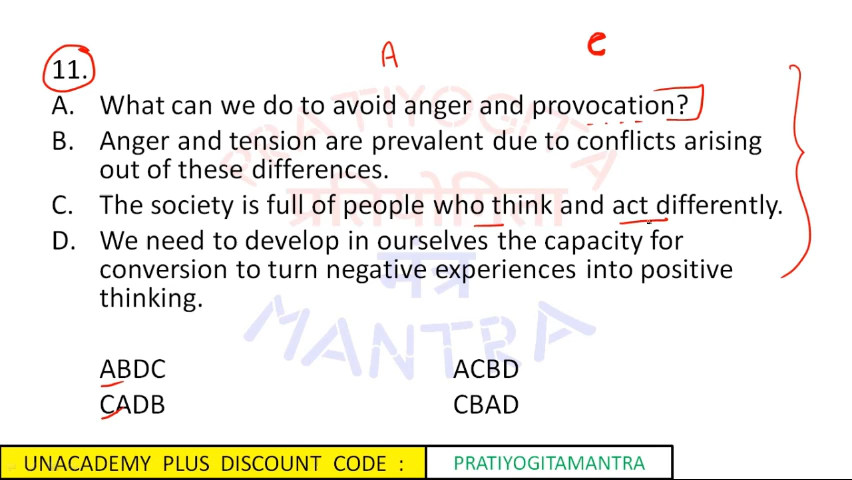 A e
11.
A. What can we do to avoid anger and provocation?
B. Anger and tension are prevalent due to conflicts arising
out of these differences.
C. The society is full of people who think and act differently.
D. We need to develop in ourselves the capacity for
conversion to turn negative experiences into positive
thinking.
PRATIYOGITA
प्रतियोगिता
मंत्र
MANTRA
ABDC ACBD
CADB CBAD
UNACADEMY PLUS DISCOUNT CODE : PRATIYOGITAMANTRA